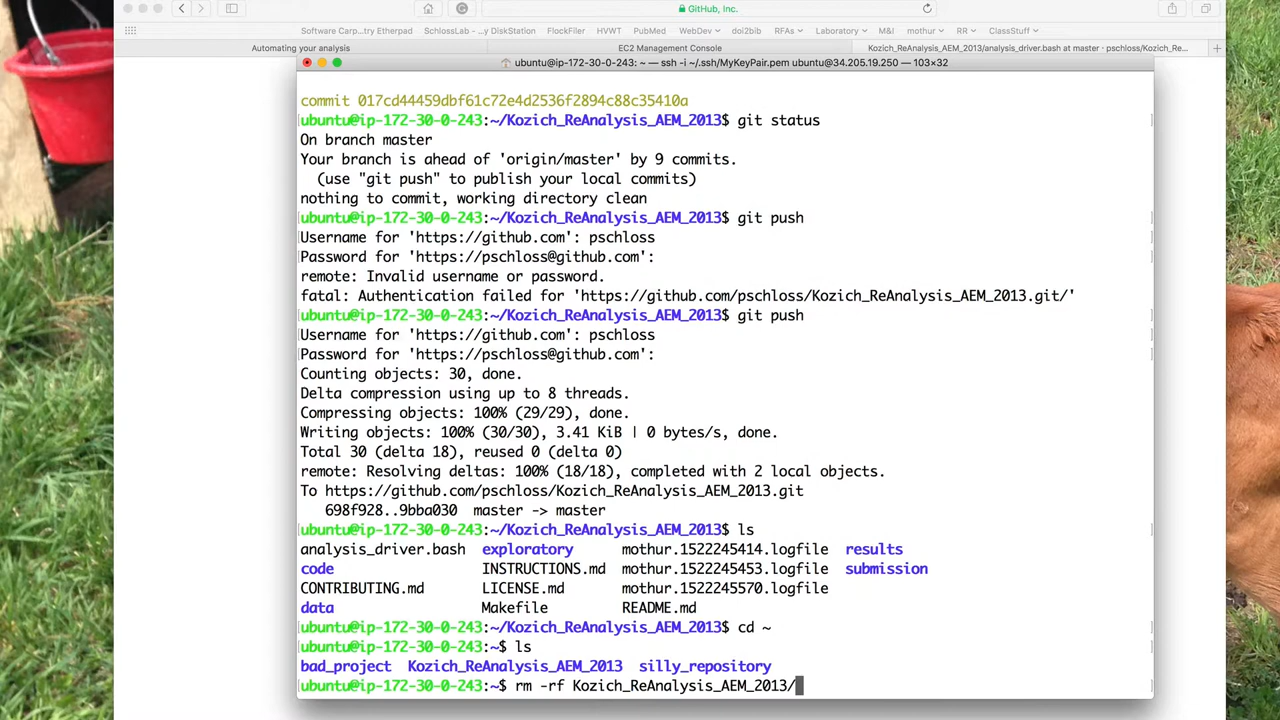 GitHub, Inc.
Software Carp...try Etherpad SchlossLab - ...y DiskStation FlockFiler HVWT PubMed WebDev doi2bib RFAs Laboratory M&I mothur RR ClassStuff
Automating your analysis EC2 Management Console Kozich_ReAnalysis_AEM_2013/analysis_driver.bash at master · pschloss/Kozich_Re...
ubuntu@ip-172-30-0-243: ~ — ssh -i ~/.ssh/MyKeyPair.pem ubuntu@34.205.19.250 — 103×32
commit 017cd44459dbf61c72e4d2536f2894c88c35410a
ubuntu@ip-172-30-0-243:~/Kozich_ReAnalysis_AEM_2013$ git status
On branch master
Your branch is ahead of 'origin/master' by 9 commits.
(use "git push" to publish your local commits)
nothing to commit, working directory clean
ubuntu@ip-172-30-0-243:~/Kozich_ReAnalysis_AEM_2013$ git push
Username for 'https://github.com': pschloss
Password for 'https://pschloss@github.com':
remote: Invalid username or password.
fatal: Authentication failed for 'https://github.com/pschloss/Kozich_ReAnalysis_AEM_2013.git/'
ubuntu@ip-172-30-0-243:~/Kozich_ReAnalysis_AEM_2013$ git push
Username for 'https://github.com': pschloss
Password for 'https://pschloss@github.com':
Counting objects: 30, done.
Delta compression using up to 8 threads.
Compressing objects: 100% (29/29), done.
Writing objects: 100% (30/30), 3.41 KiB | 0 bytes/s, done.
Total 30 (delta 18), reused 0 (delta 0)
remote: Resolving deltas: 100% (18/18), completed with 2 local objects.
To https://github.com/pschloss/Kozich_ReAnalysis_AEM_2013.git
698f928..9bba030 master -> master
ubuntu@ip-172-30-0-243:~/Kozich_ReAnalysis_AEM_2013$ ls
analysis_driver.bash exploratory mothur.1522245414.logfile results
code INSTRUCTIONS.md mothur.1522245453.logfile submission
CONTRIBUTING.md LICENSE.md mothur.1522245570.logfile
data Makefile README.md
ubuntu@ip-172-30-0-243:~/Kozich_ReAnalysis_AEM_2013$ cd ~
ubuntu@ip-172-30-0-243:~$ ls
bad_project Kozich_ReAnalysis_AEM_2013 silly_repository
ubuntu@ip-172-30-0-243:~$ rm -rf Kozich_ReAnalysis_AEM_2013/